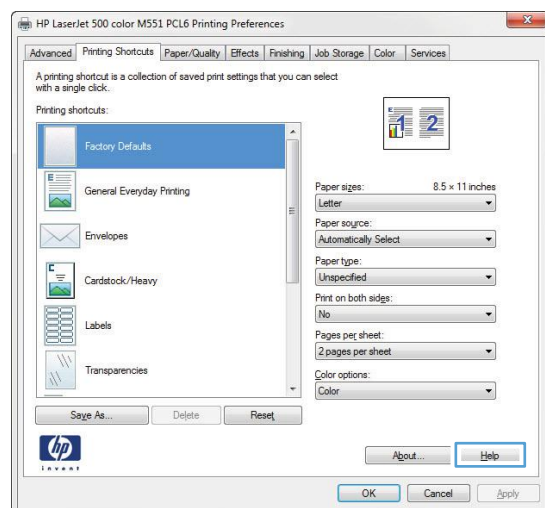 HP LaserJet 500 color M551 PCL6 Printing Preferences
Advanced Printing Shortcuts Paper/Quality Effects Finishing Job Storage Color Services
A printing shortcut is a collection of saved print settings that you can select
with a single click.
Printing shortcuts:
1 2
Factory Defaults
General Everyday Printing
Envelopes
Cardstock/Heavy
Labels
Transparencies
Paper sizes: 8.5 × 11 inches
Letter
Paper source:
Automatically Select
Paper type:
Unspecified
Print on both sides:
No
Pages per sheet:
2 pages per sheet
Color options:
Color
Save As... Delete Reset
hp
invent
About... Help
OK Cancel Apply